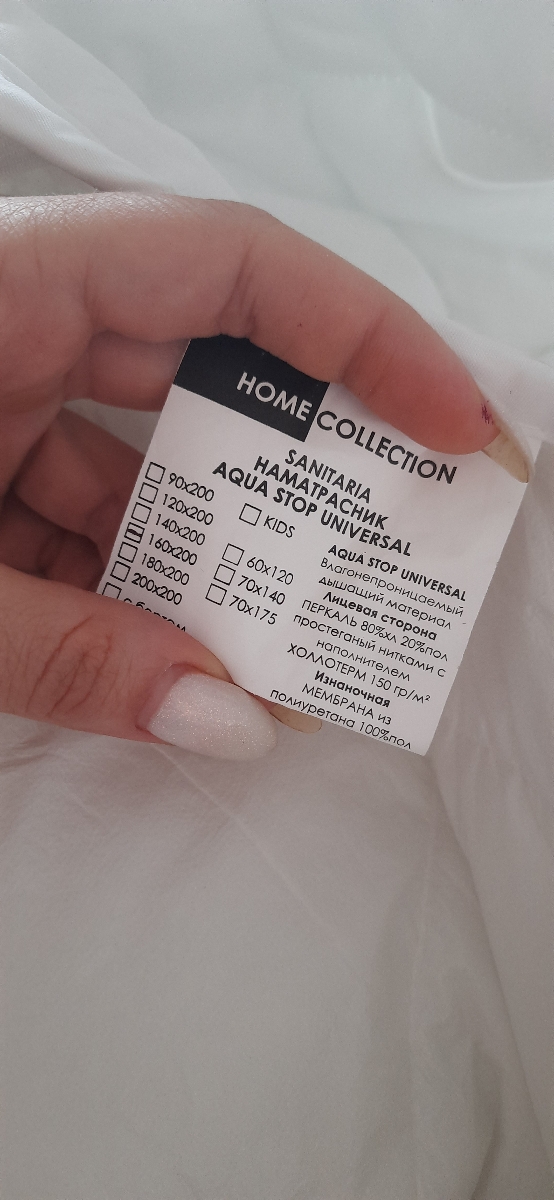 HOME COLLECTION
SANITARIA
НАМАТРАСНИК
AQUA STOP UNIVERSAL
90x200
120x200
140x200
160x200
180x200
200x200
с бортом
KIDS
60x120
70x140
70x175
AQUA STOP UNIVERSAL
Влагонепроницаемый
дышащий материал
Лицевая сторона
ПЕРКАЛЬ 80%хл 20%пол
простеганый нитками с
наполнителем
ХОЛЛОТЕРМ 150 гр/м²
Изнаночная
МЕМБРАНА из
полиуретана 100%пол